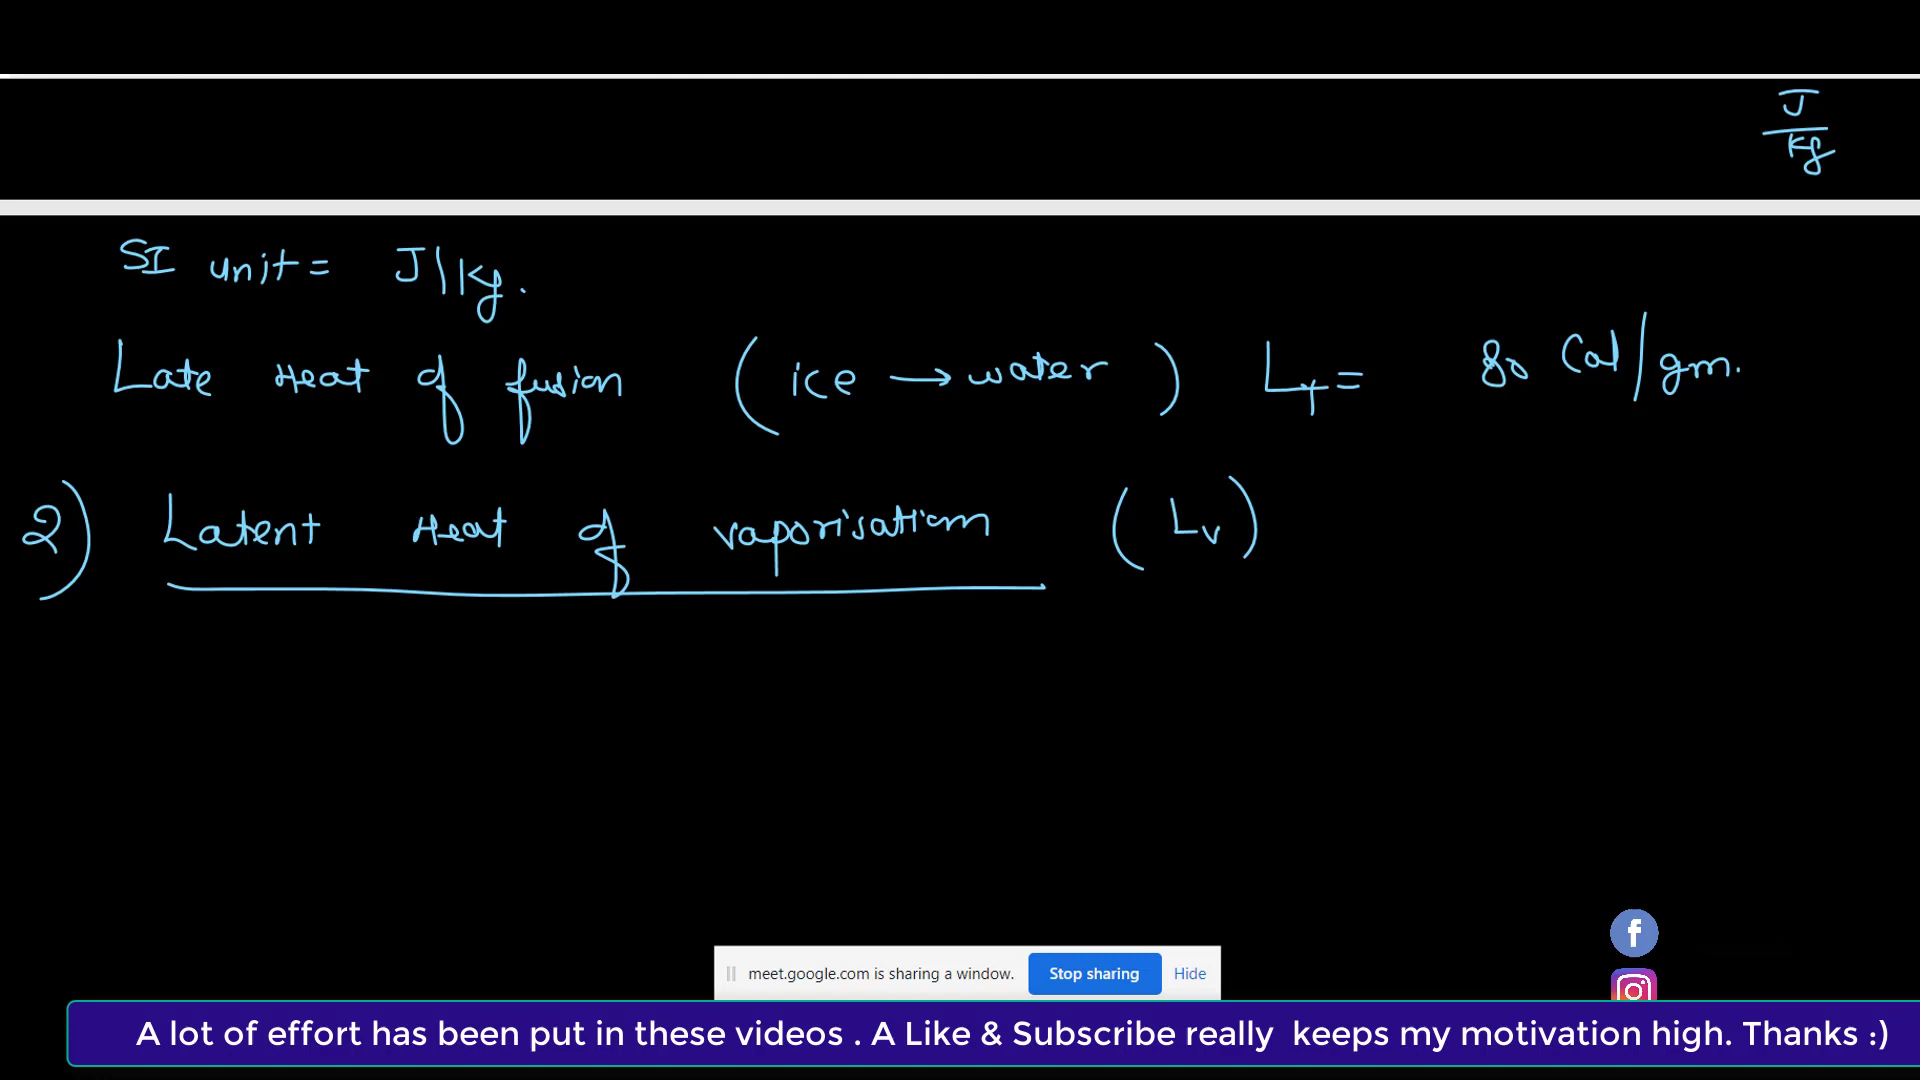 J
kg
SI unit = J|kg.
Late Heat of fusion (ice → water) Lf = 80 Cal/gm.
2) Latent Heat of vaporisation (Lv)
meet.google.com is sharing a window. Stop sharing Hide
A lot of effort has been put in these videos . A Like & Subscribe really keeps my motivation high. Thanks :)